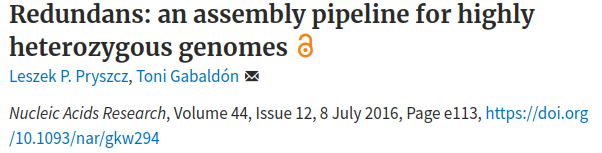 Redundans: an assembly pipeline for highly
heterozygous genomes
Leszek P. Pryszcz, Toni Gabaldón
Nucleic Acids Research, Volume 44, Issue 12, 8 July 2016, Page e113, https://doi.org
/10.1093/nar/gkw294